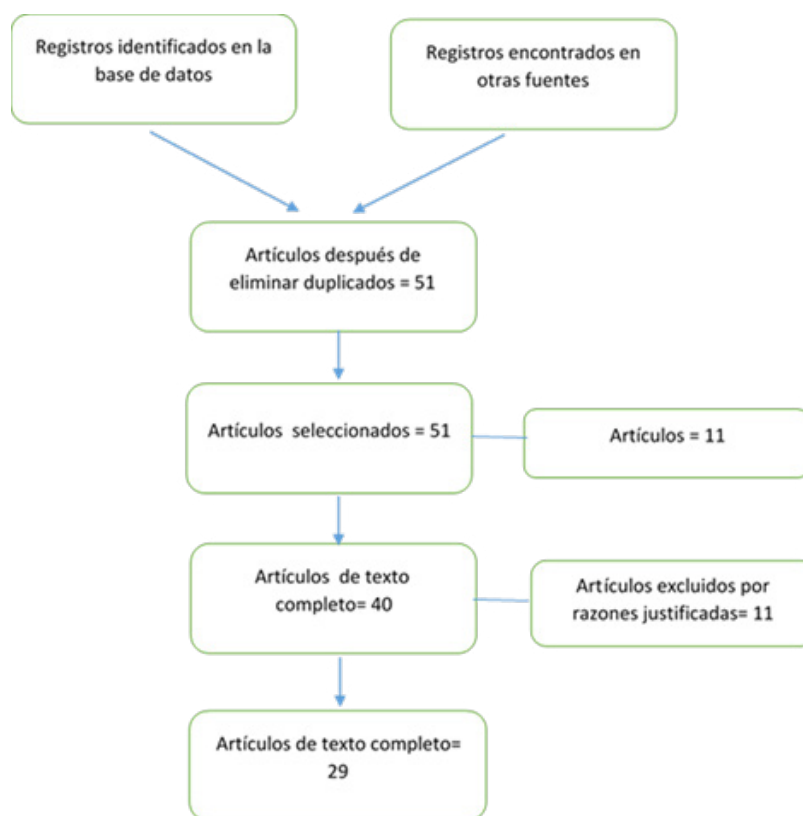 Registros identificados en la
base de datos
Registros encontrados en
otras fuentes
Artículos después de
eliminar duplicados = 51
Artículos seleccionados = 51
Artículos = 11
Artículos de texto
completo= 40
Artículos excluidos por
razones justificadas= 11
Artículos de texto completo=
29